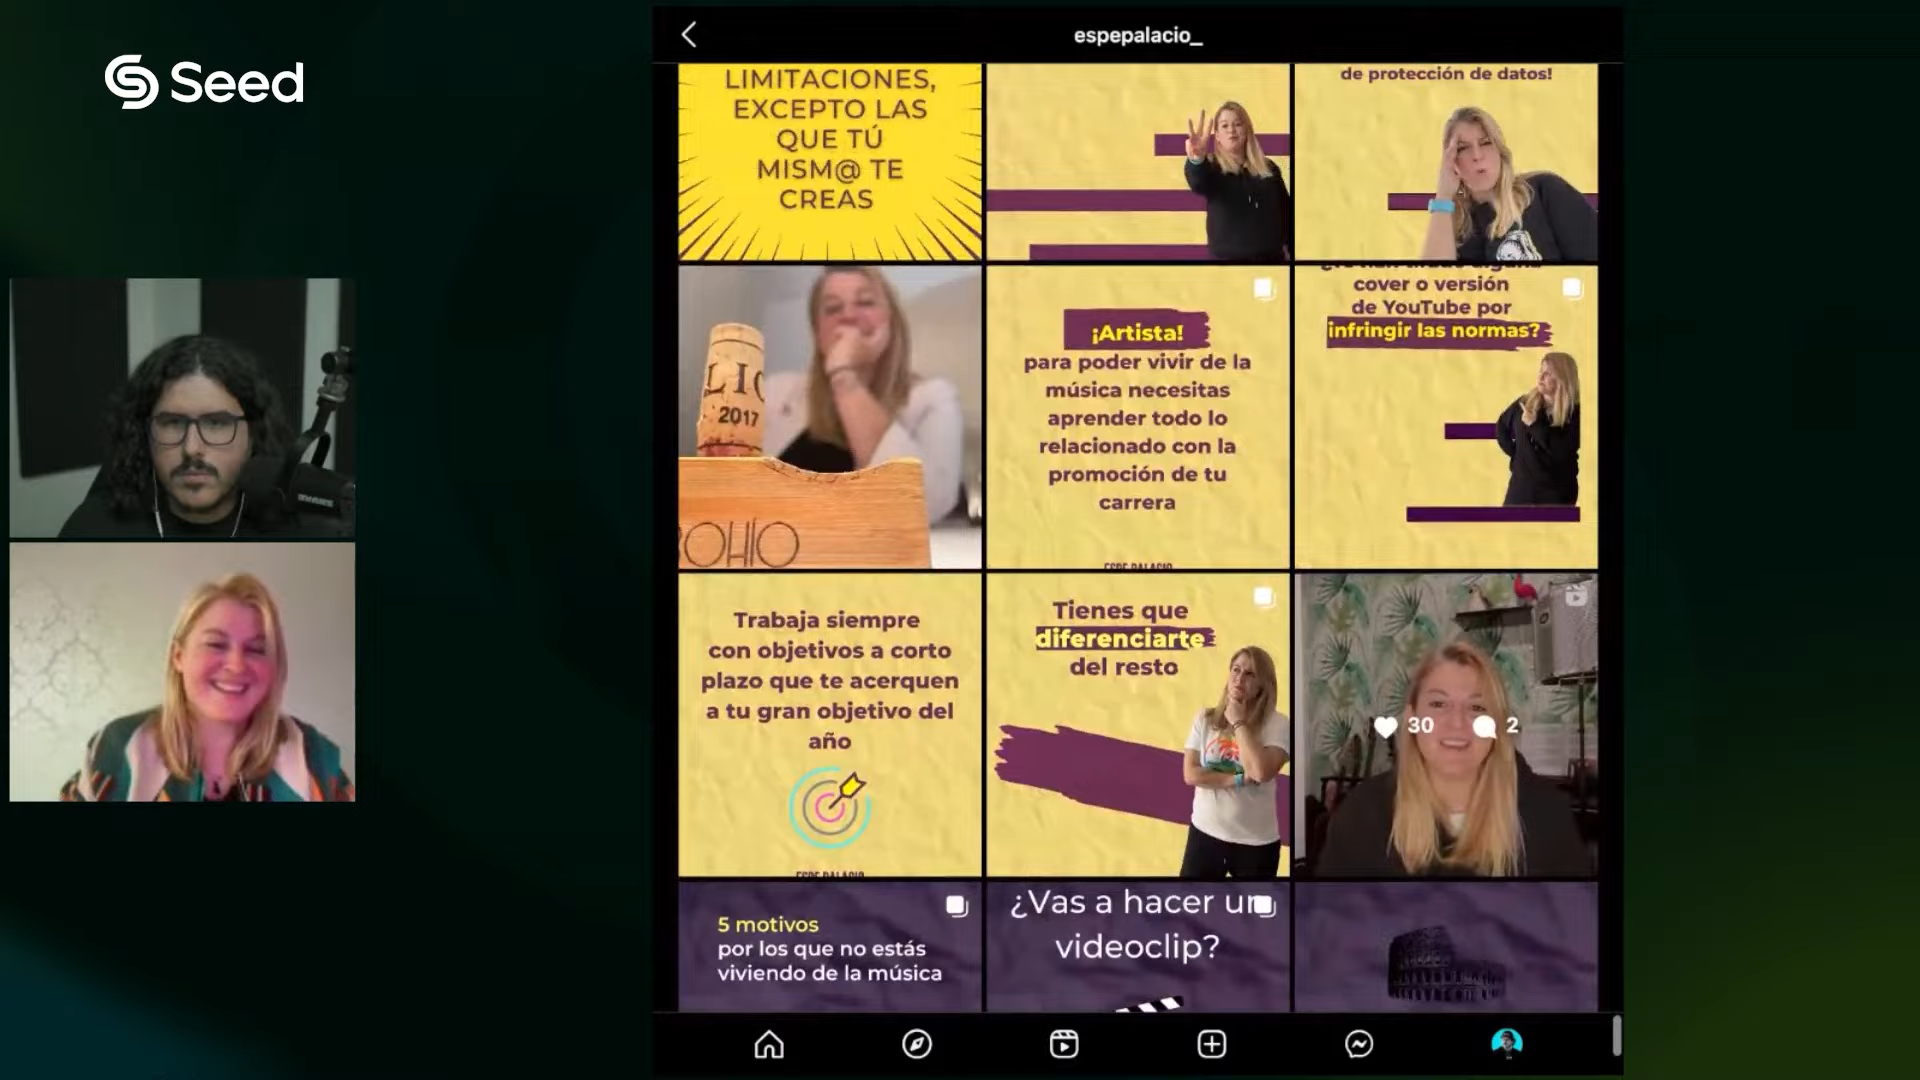 Seed
espepalacio_
LIMITACIONES,
EXCEPTO LAS
QUE TÚ
MISM@ TE
CREAS
de protección de datos!
2017
¡Artista!
para poder vivir de la
música necesitas
aprender todo lo
relacionado con la
promoción de tu
carrera
cover o versión
de YouTube por
infringir las normas?
Trabaja siempre
con objetivos a corto
plazo que te acerquen
a tu gran objetivo del
año
Tienes que
diferenciarte
del resto
30
2
5 motivos
por los que no estás
viviendo de la música
¿Vas a hacer un
videoclip?